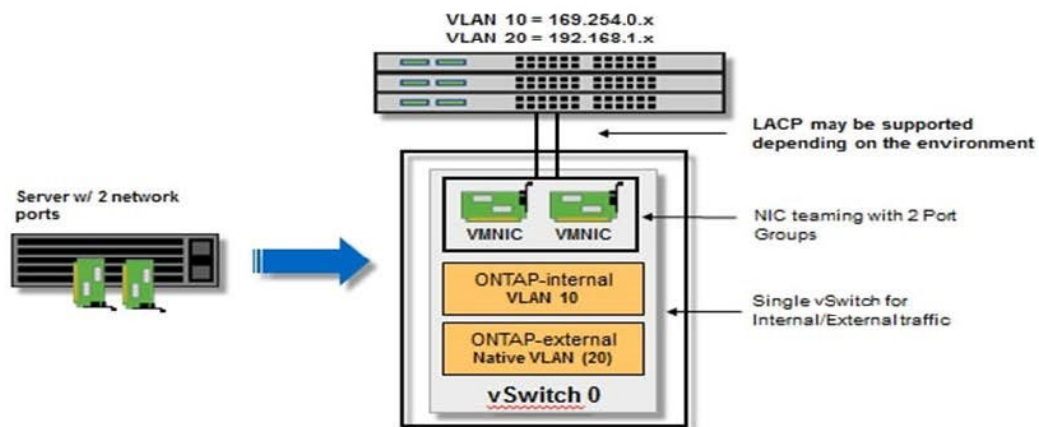 VLAN 10 = 169.254.0.x
VLAN 20 = 192.168.1.x
LACP may be supported
depending on the environment
Server w/ 2 network
ports
VMNIC
VMNIC
NIC teaming with 2 Port
Groups
ONTAP-internal
VLAN 10
Single vSwitch for
Internal/External traffic
ONTAP-external
Native VLAN (20)
vSwitch 0